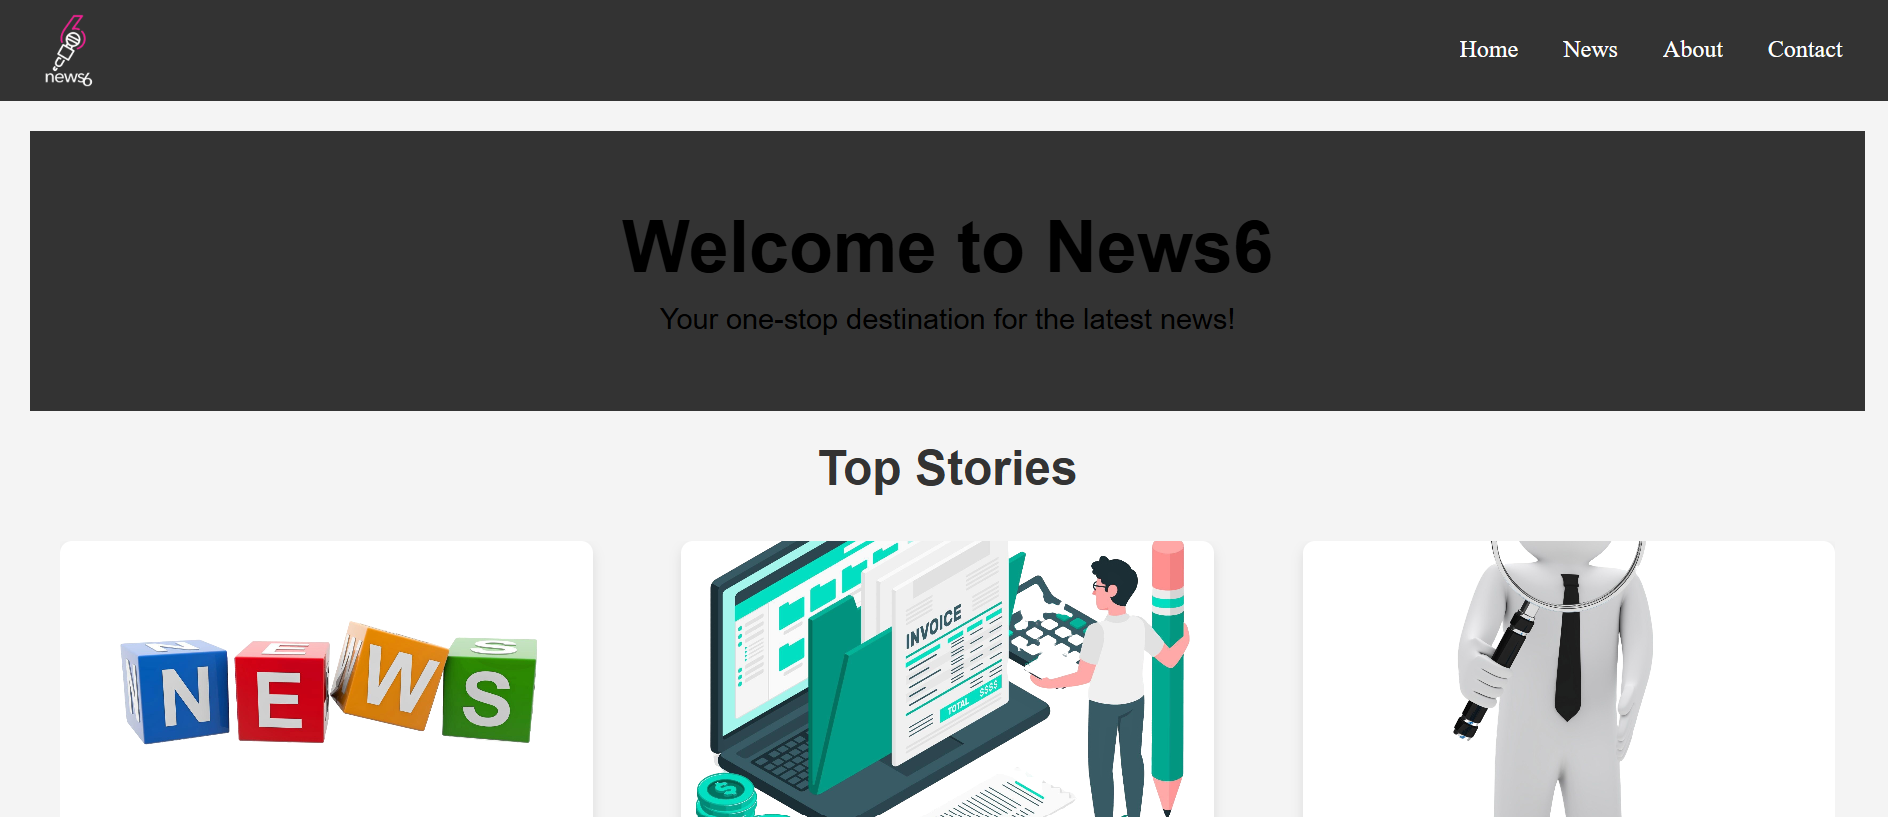 news6
Home News About Contact
Welcome to News6
Your one-stop destination for the latest news!
Top Stories
N E W S
N E S
INVOICE
TOTAL $$$$
$